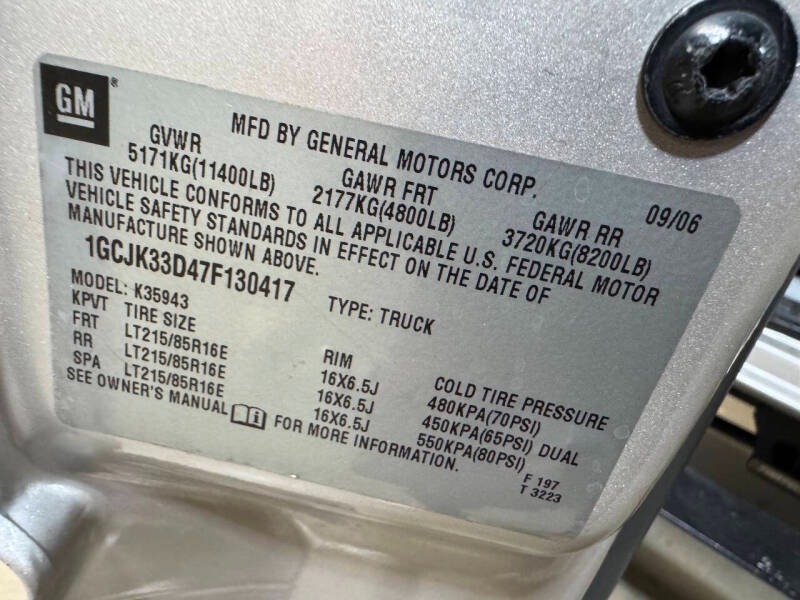 GM ®
MFD BY GENERAL MOTORS CORP. 09/06
GVWR GAWR FRT GAWR RR
5171KG(11400LB) 2177KG(4800LB) 3720KG(8200LB)
THIS VEHICLE CONFORMS TO ALL APPLICABLE U.S. FEDERAL MOTOR
VEHICLE SAFETY STANDARDS IN EFFECT ON THE DATE OF
MANUFACTURE SHOWN ABOVE.
1GCJK33D47F130417 TYPE: TRUCK
MODEL: K35943
KPVT TIRE SIZE RIM COLD TIRE PRESSURE
FRT LT215/85R16E 16X6.5J 480KPA(70PSI)
RR LT215/85R16E 16X6.5J 450KPA(65PSI) DUAL
SPA LT215/85R16E 16X6.5J 550KPA(80PSI)
SEE OWNER'S MANUAL FOR MORE INFORMATION.
F 197
T 3223